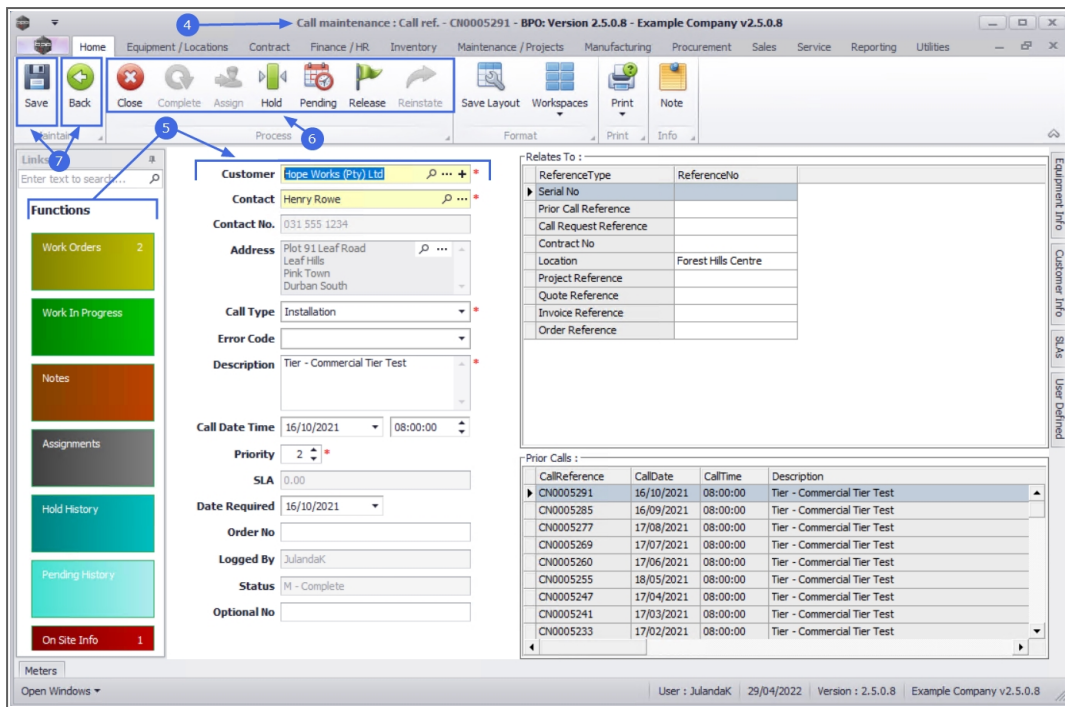 4
Call maintenance : Call ref. - CN0005291 - BPO: Version 2.5.0.8 - Example Company v2.5.0.8
Home Equipment / Locations Contract Finance / HR Inventory Maintenance / Projects Manufacturing Procurement Sales Service Reporting Utilities
Save Back Close Complete Assign Hold Pending Release Reinstate Save Layout Workspaces Print Note
Maintain Process Format Print Info
5
6
7
Links
Enter text to search...
Functions
Work Orders 2
Work In Progress
Notes
Assignments
Hold History
Pending History
On Site Info 1
Customer Hope Works (Pty) Ltd *
Contact Henry Rowe *
Contact No. 031 555 1234
Address Plot 91 Leaf Road
Leaf Hills
Pink Town
Durban South
Call Type Installation *
Error Code
Description Tier - Commercial Tier Test *
Call Date Time 16/10/2021 08:00:00
Priority 2 *
SLA 0.00
Date Required 16/10/2021
Order No
Logged By JulandaK
Status M - Complete
Optional No
Relates To :
ReferenceType ReferenceNo
Serial No
Prior Call Reference
Call Request Reference
Contract No
Location Forest Hills Centre
Project Reference
Quote Reference
Invoice Reference
Order Reference
Prior Calls :
CallReference CallDate CallTime Description
CN0005291 16/10/2021 08:00:00 Tier - Commercial Tier Test
CN0005285 16/09/2021 08:00:00 Tier - Commercial Tier Test
CN0005277 17/08/2021 08:00:00 Tier - Commercial Tier Test
CN0005269 17/07/2021 08:00:00 Tier - Commercial Tier Test
CN0005260 17/06/2021 08:00:00 Tier - Commercial Tier Test
CN0005255 18/05/2021 08:00:00 Tier - Commercial Tier Test
CN0005247 17/04/2021 08:00:00 Tier - Commercial Tier Test
CN0005241 17/03/2021 08:00:00 Tier - Commercial Tier Test
CN0005233 17/02/2021 08:00:00 Tier - Commercial Tier Test
Equipment Info
Customer Info
SLAs
User Defined
Meters
Open Windows User : JulandaK 29/04/2022 Version : 2.5.0.8 Example Company v2.5.0.8